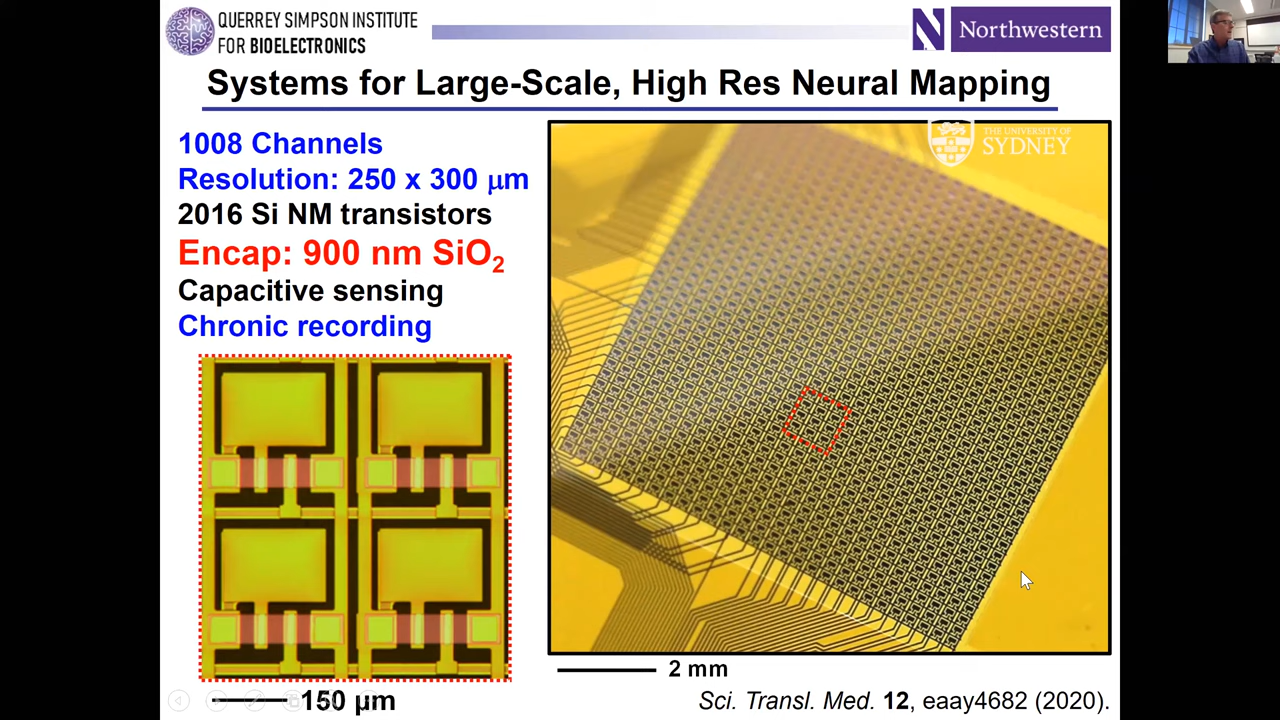 QUERREY SIMPSON INSTITUTE
FOR BIOELECTRONICS
N Northwestern
Systems for Large-Scale, High Res Neural Mapping
1008 Channels
Resolution: 250 x 300 μm
2016 Si NM transistors
Encap: 900 nm SiO2
Capacitive sensing
Chronic recording
THE UNIVERSITY OF
SYDNEY
150 μm
2 mm
Sci. Transl. Med. 12, eaay4682 (2020).